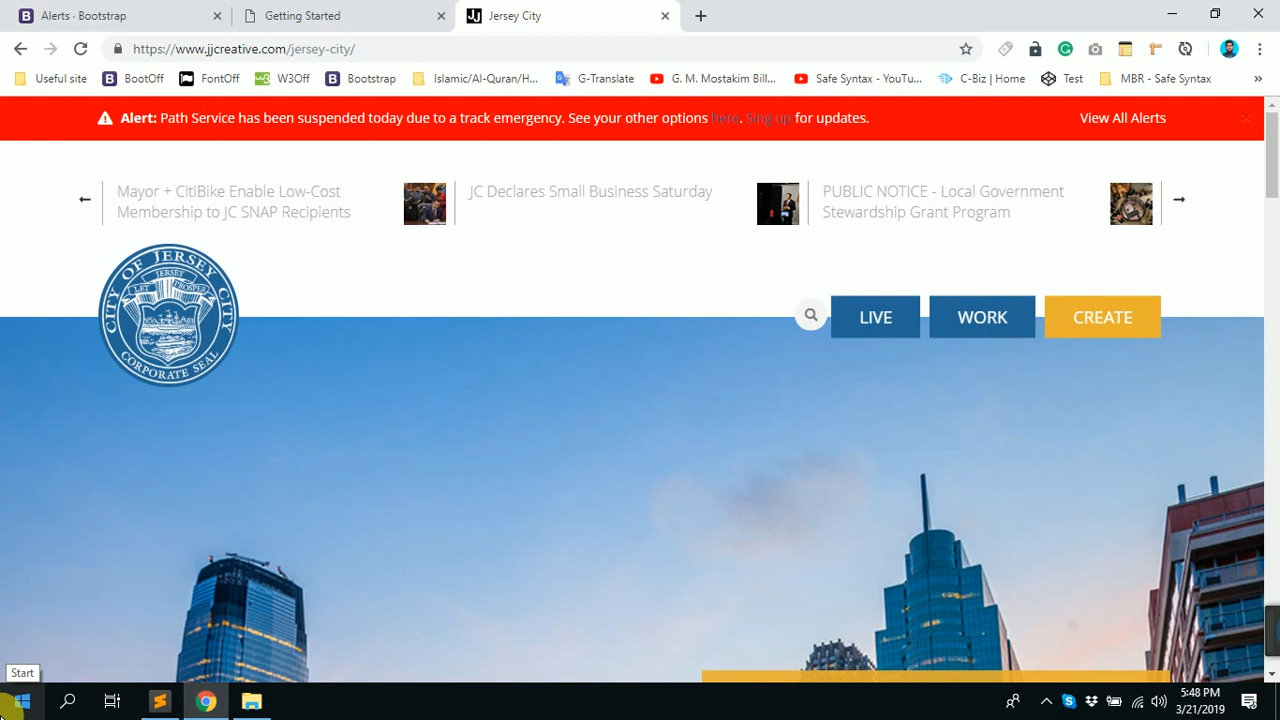 Alerts · Bootstrap
Getting Started
Jersey City
https://www.jjcreative.com/jersey-city/
Useful site
BootOff
FontOff
W3Off
Bootstrap
Islamic/Al-Quran/H...
G-Translate
G. M. Mostakim Bill...
Safe Syntax - YouTu...
C-Biz | Home
Test
MBR - Safe Syntax
»
Alert: Path Service has been suspended today due to a track emergency. See your other options here. Sing up for updates.
View All Alerts
Mayor + CitiBike Enable Low-Cost
Membership to JC SNAP Recipients
JC Declares Small Business Saturday
PUBLIC NOTICE - Local Government
Stewardship Grant Program
CITY OF JERSEY CITY
JERSEY
LET PROSPER
CORPORATE SEAL
LIVE
WORK
CREATE
Start
5:48 PM
3/21/2019